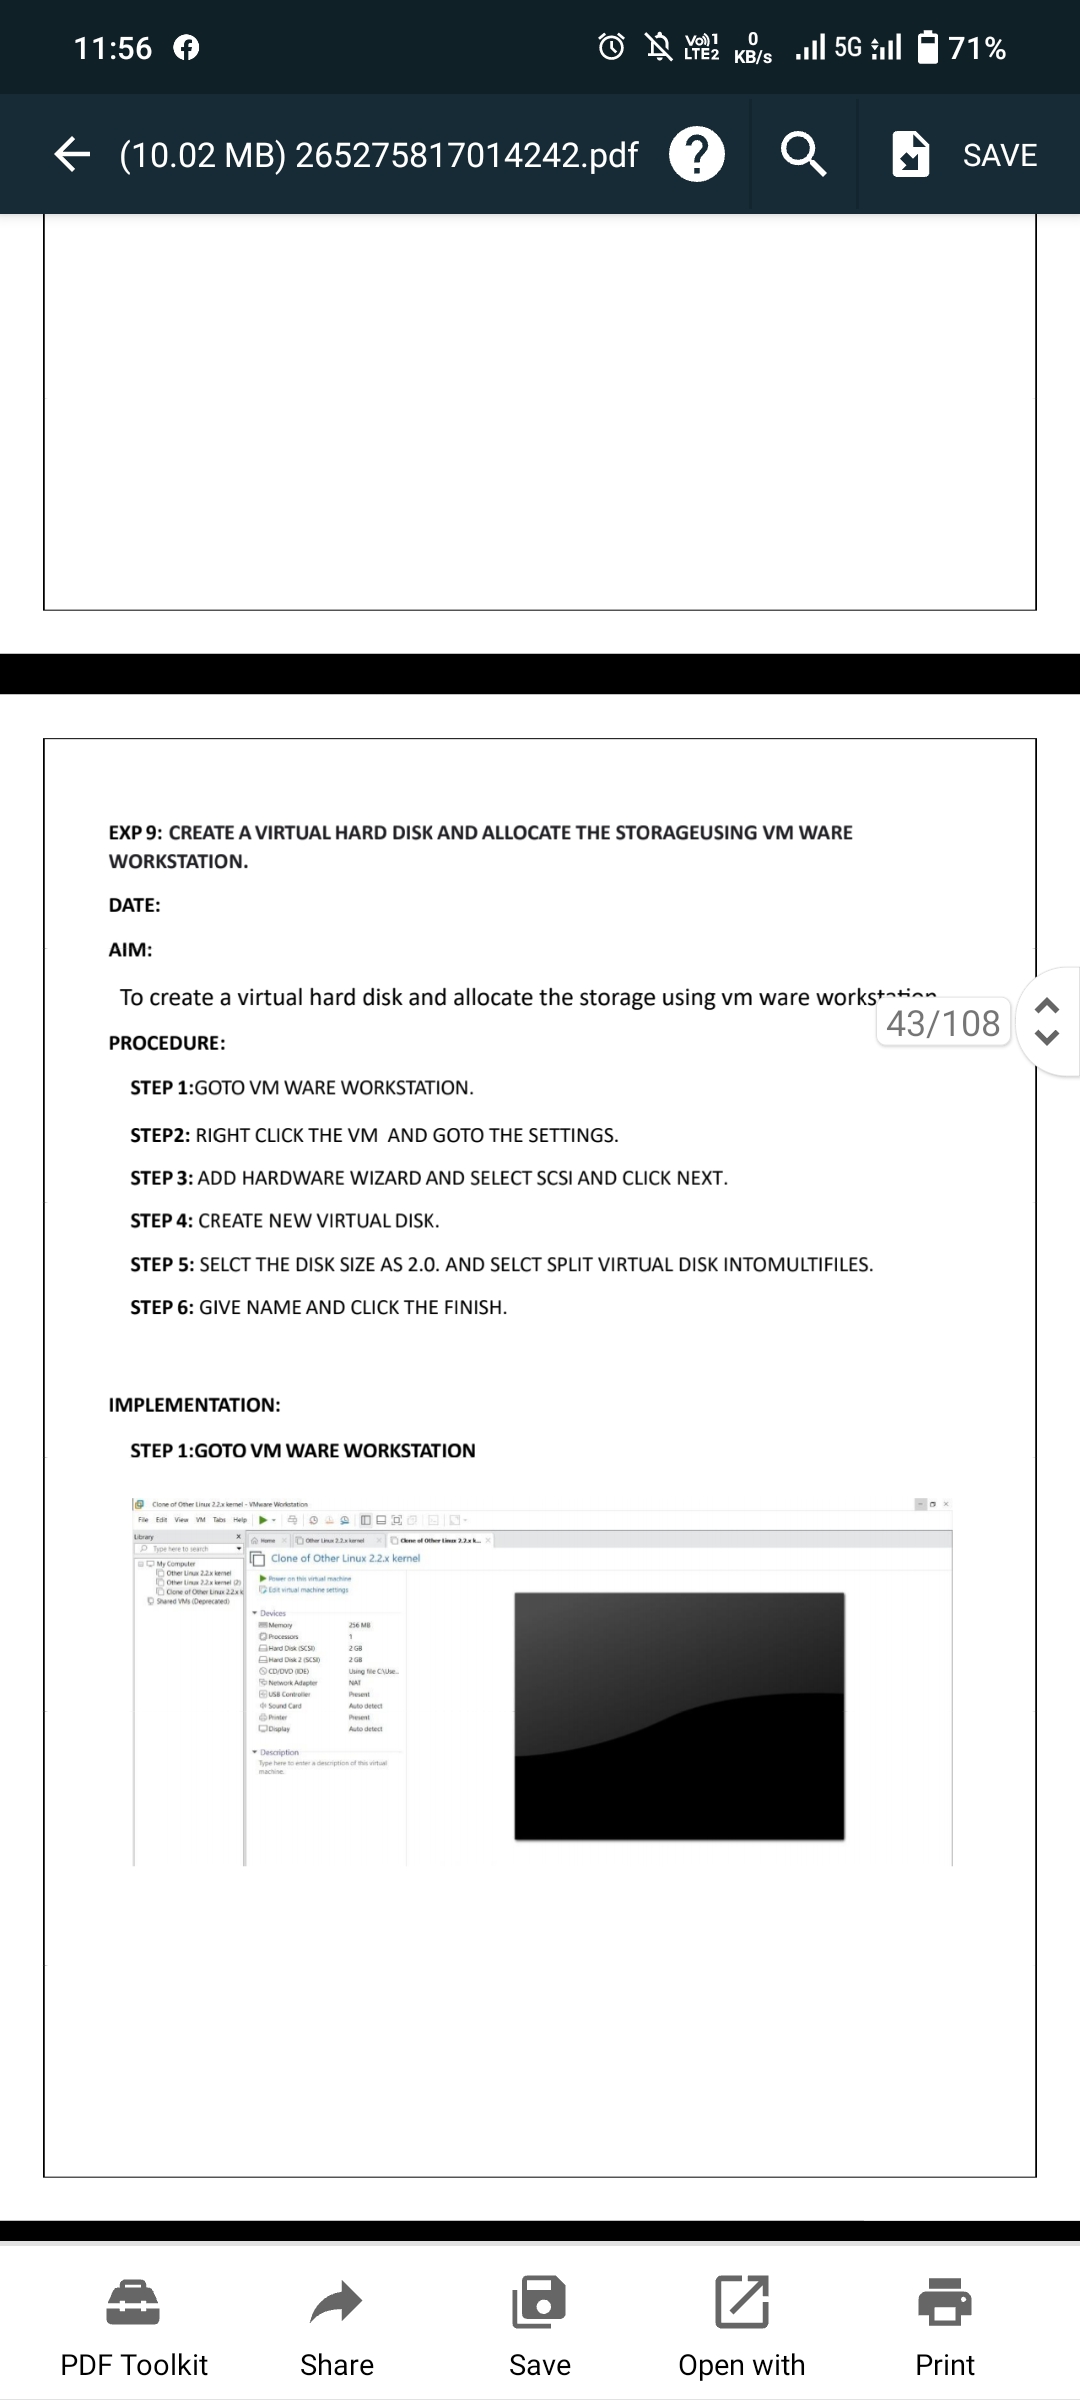 11:56
Vo)) 1
LTE2
0
KB/s
5G
71%
(10.02 MB) 265275817014242.pdf
SAVE
EXP 9: CREATE A VIRTUAL HARD DISK AND ALLOCATE THE STORAGEUSING VM WARE
WORKSTATION.
DATE:
AIM:
To create a virtual hard disk and allocate the storage using vm ware workstation
43/108
PROCEDURE:
STEP 1:GOTO VM WARE WORKSTATION.
STEP2: RIGHT CLICK THE VM AND GOTO THE SETTINGS.
STEP 3: ADD HARDWARE WIZARD AND SELECT SCSI AND CLICK NEXT.
STEP 4: CREATE NEW VIRTUAL DISK.
STEP 5: SELCT THE DISK SIZE AS 2.0. AND SELCT SPLIT VIRTUAL DISK INTOMULTIFILES.
STEP 6: GIVE NAME AND CLICK THE FINISH.
IMPLEMENTATION:
STEP 1:GOTO VM WARE WORKSTATION
Clone of Other Linux 2.2.x kernel - VMware Workstation
File Edit View VM Tabs Help
Library
Type here to search
My Computer
Other Linux 2.2.x kernel
Other Linux 2.2.x kernel (2)
Clone of Other Linux 2.2.x k
Shared VMs (Deprecated)
Home
Other Linux 2.2.x kernel
Clone of Other Linux 2.2.x k...
Clone of Other Linux 2.2.x kernel
Power on this virtual machine
Edit virtual machine settings
Devices
Memory 256 MB
Processors 1
Hard Disk (SCSI) 2 GB
Hard Disk 2 (SCSI) 2 GB
CD/DVD (IDE) Using file C:\Use...
Network Adapter NAT
USB Controller Present
Sound Card Auto detect
Printer Present
Display Auto detect
Description
Type here to enter a description of this virtual
machine.
PDF Toolkit
Share
Save
Open with
Print